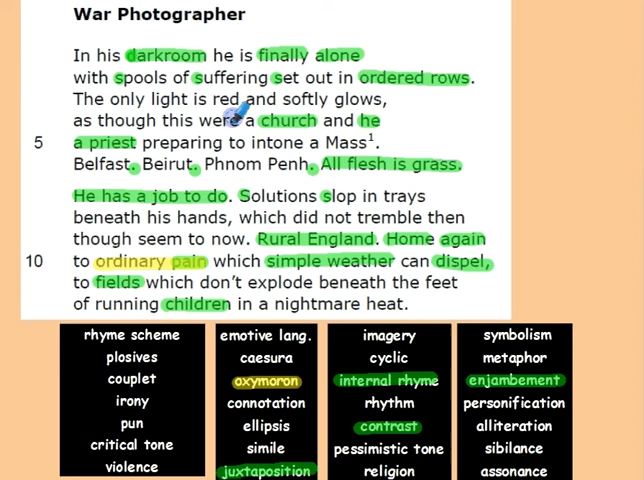 War Photographer
In his darkroom he is finally alone
with spools of suffering set out in ordered rows.
The only light is red and softly glows,
as though this were a church and he
5 a priest preparing to intone a Mass¹.
Belfast. Beirut. Phnom Penh. All flesh is grass.
He has a job to do. Solutions slop in trays
beneath his hands, which did not tremble then
though seem to now. Rural England. Home again
10 to ordinary pain which simple weather can dispel,
to fields which don't explode beneath the feet
of running children in a nightmare heat.
rhyme scheme
plosives
couplet
irony
pun
critical tone
violence
emotive lang.
caesura
oxymoron
connotation
ellipsis
simile
juxtaposition
imagery
cyclic
internal rhyme
rhythm
contrast
pessimistic tone
religion
symbolism
metaphor
enjambement
personification
alliteration
sibilance
assonance